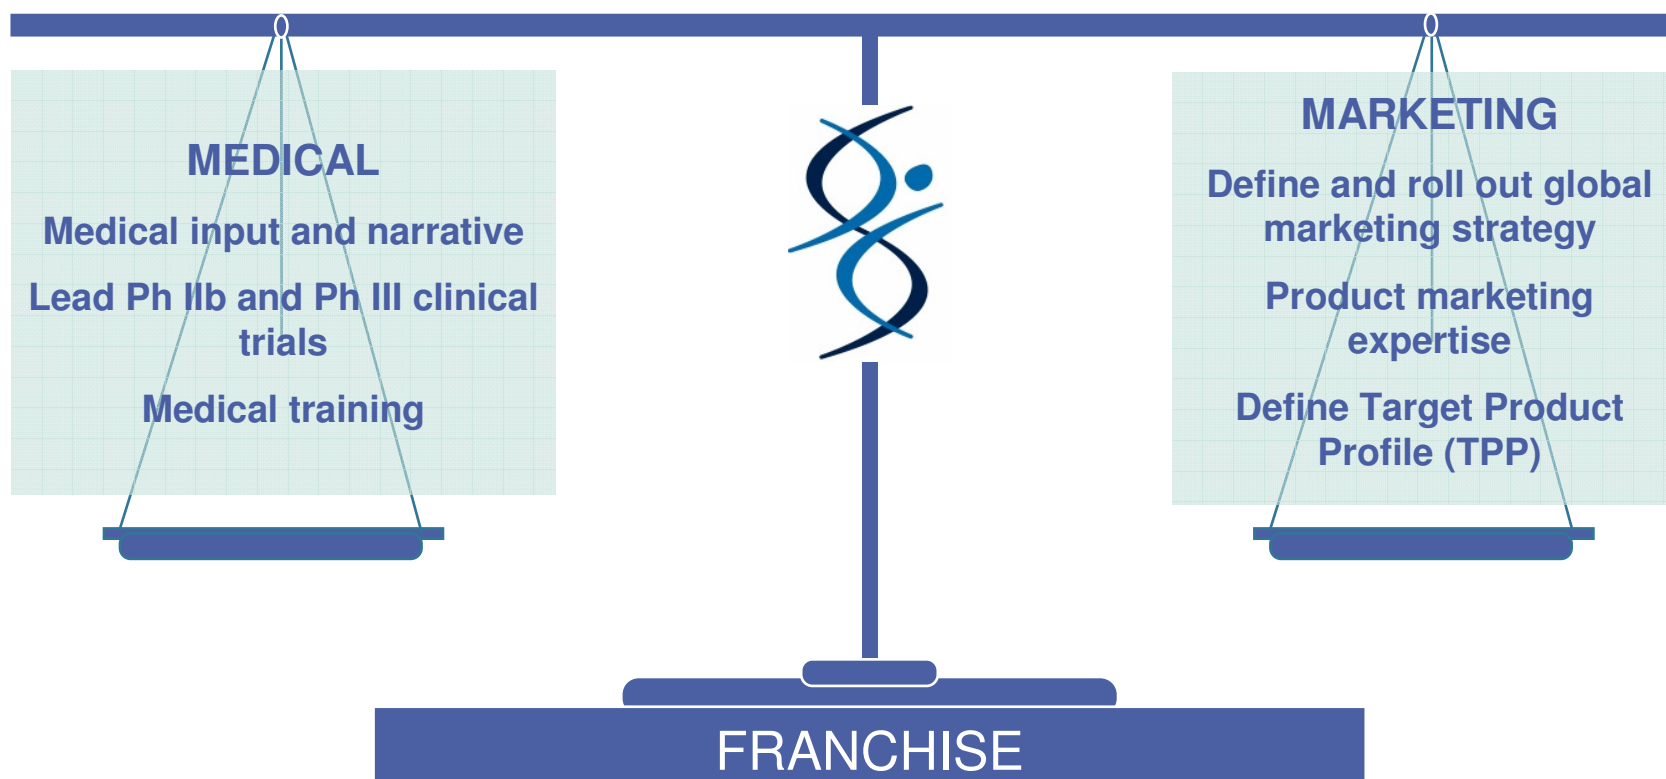 MEDICAL
Medical input and narrative
Lead Ph IIb and Ph III clinical
trials
Medical training
MARKETING
Define and roll out global
marketing strategy
Product marketing
expertise
Define Target Product
Profile (TPP)
FRANCHISE